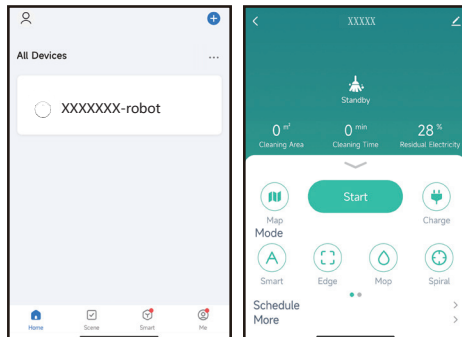 All Devices
...
XXXXXXX-robot
Home
Scene
Smart
Me
XXXXX
Standby
0 m²
0 min
28 %
Cleaning Area
Cleaning Time
Residual Electricity
Start
Map
Charge
Mode
A
Smart
Edge
Mop
Spiral
Schedule
More